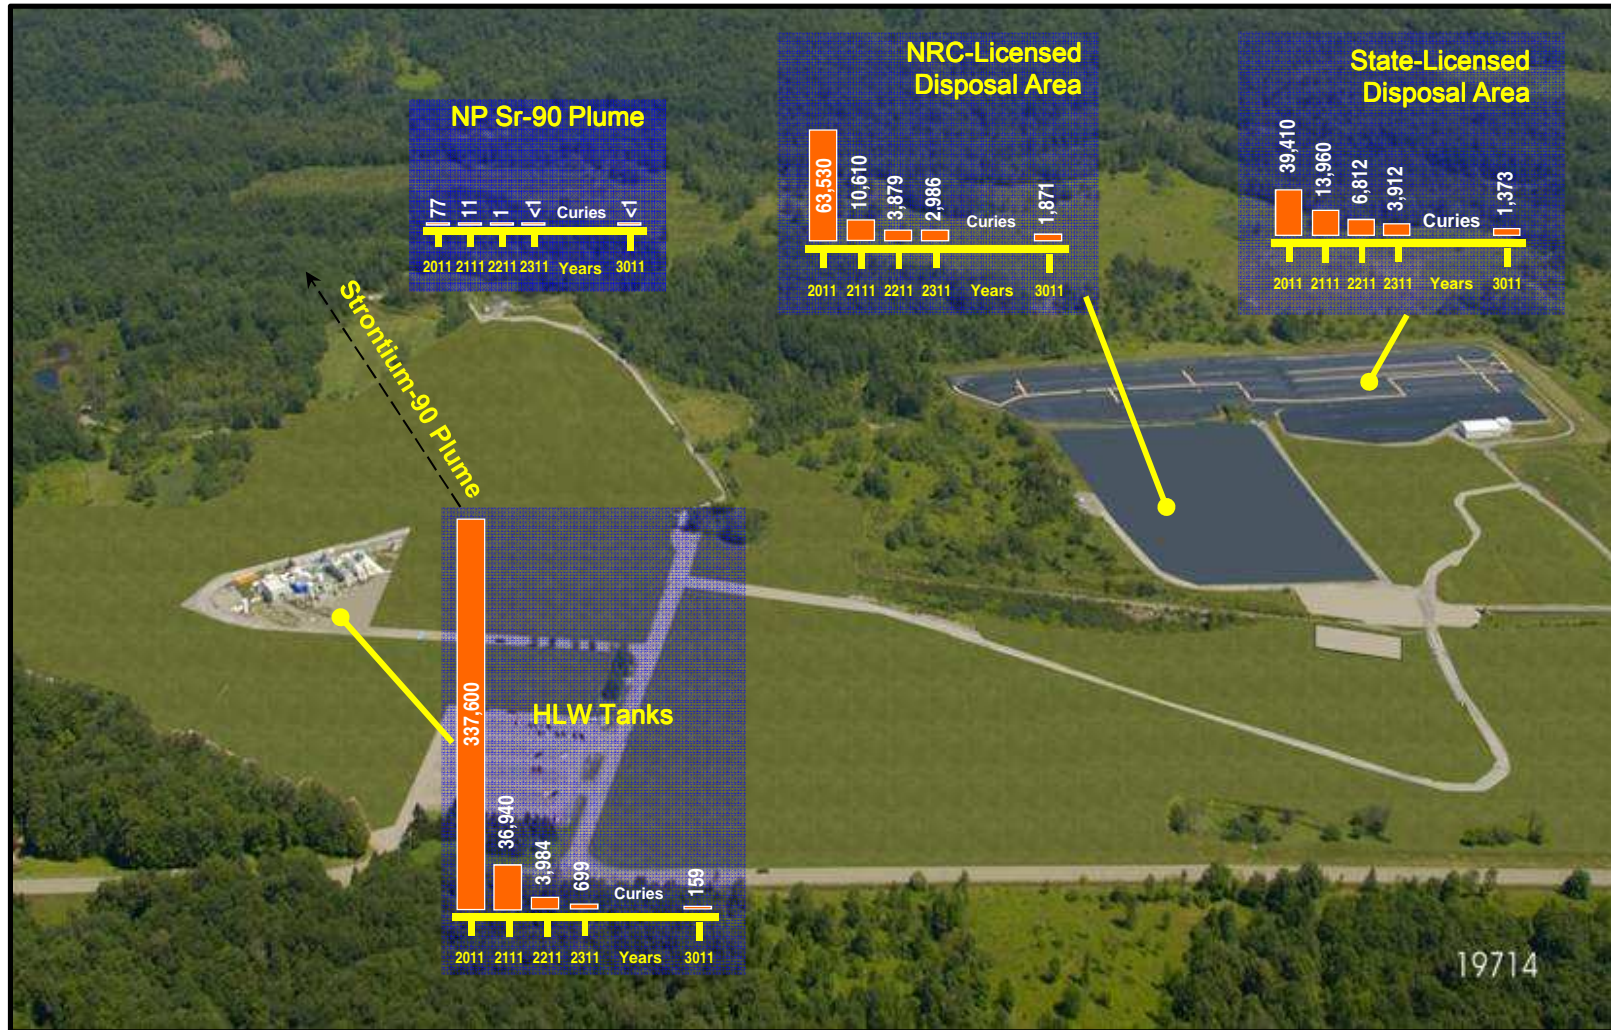 NP Sr-90 Plume
77
11
1
<1
Curies
<1
2011 2111 2211 2311 Years 3011
NRC-Licensed
Disposal Area
63,530
10,610
3,879
2,986
Curies
1,871
2011 2111 2211 2311 Years 3011
State-Licensed
Disposal Area
39,410
13,960
6,812
3,912
Curies
1,373
2011 2111 2211 2311 Years 3011
Strontium-90 Plume
HLW Tanks
337,600
36,940
3,984
699
Curies
159
2011 2111 2211 2311 Years 3011
19714